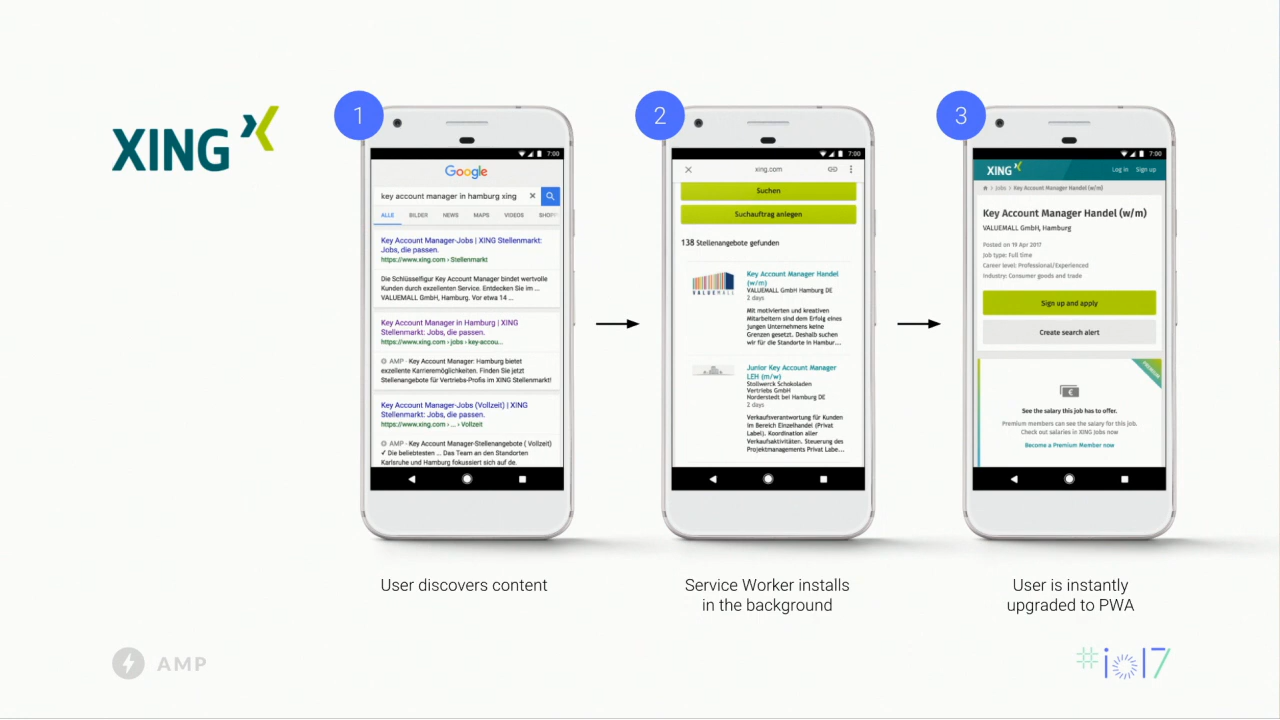 XING
1
7:00
Google
key account manager in hamburg xing
ALLE BILDER NEWS MAPS VIDEOS SHOPP
Key Account Manager-Jobs | XING Stellenmarkt:
Jobs, die passen.
https://www.xing.com › Stellenmarkt
Die Schlüsselfigur Key Account Manager bindet wertvolle
Kunden durch exzellenten Service. Entdecken Sie im ...
VALUEMALL GmbH, Hamburg. Vor etwa 14 ...
Key Account Manager in Hamburg | XING
Stellenmarkt: Jobs, die passen.
https://www.xing.com › jobs › key-accou...
AMP - Key Account Manager: Hamburg bietet
exzellente Karrieremöglichkeiten. Finden Sie jetzt
Stellenangebote für Vertriebs-Profis im XING Stellenmarkt!
Key Account Manager-Jobs (Vollzeit) | XING
Stellenmarkt: Jobs, die passen.
https://www.xing.com › ... › Vollzeit
AMP - Key Account Manager-Stellenangebote ( Vollzeit)
✓ Die beliebtesten ... Das Team an den Standorten
Karlsruhe und Hamburg fokussiert sich auf de.
User discovers content
2
7:00
xing.com
Suchen
Suchauftrag anlegen
138 Stellenangebote gefunden
VALUEMALL
Key Account Manager Handel
(w/m)
VALUEMALL GmbH Hamburg DE
2 days
Mit motivierten und kreativen
Mitarbeitern sind dem Erfolg eines
jungen Unternehmens keine
Grenzen gesetzt. Deshalb suchen
wir für die Standorte in Hambur...
Junior Key Account Manager
LEH (m/w)
Stollwerck Schokoladen
Vertriebs GmbH
Norderstedt bei Hamburg DE
2 days
Verkaufsverantwortung für Kunden
im Bereich Einzelhandel (Private
Label). Koordination aller
Verkaufsaktivitäten. Steuerung des
Projektmanagements Privat Labe...
Service Worker installs
in the background
3
7:00
XING
Log in Sign up
› Jobs › Key Account Manager Handel (w/m)
Key Account Manager Handel (w/m)
VALUEMALL GmbH, Hamburg
Posted on 19 Apr 2017
Job type: Full time
Career level: Professional/Experienced
Industry: Consumer goods and trade
Sign up and apply
Create search alert
PREMIUM
See the salary this job has to offer.
Premium members can see the salary for this job.
Check out salaries in XING Jobs now
Become a Premium Member now
User is instantly
upgraded to PWA
AMP
#io17